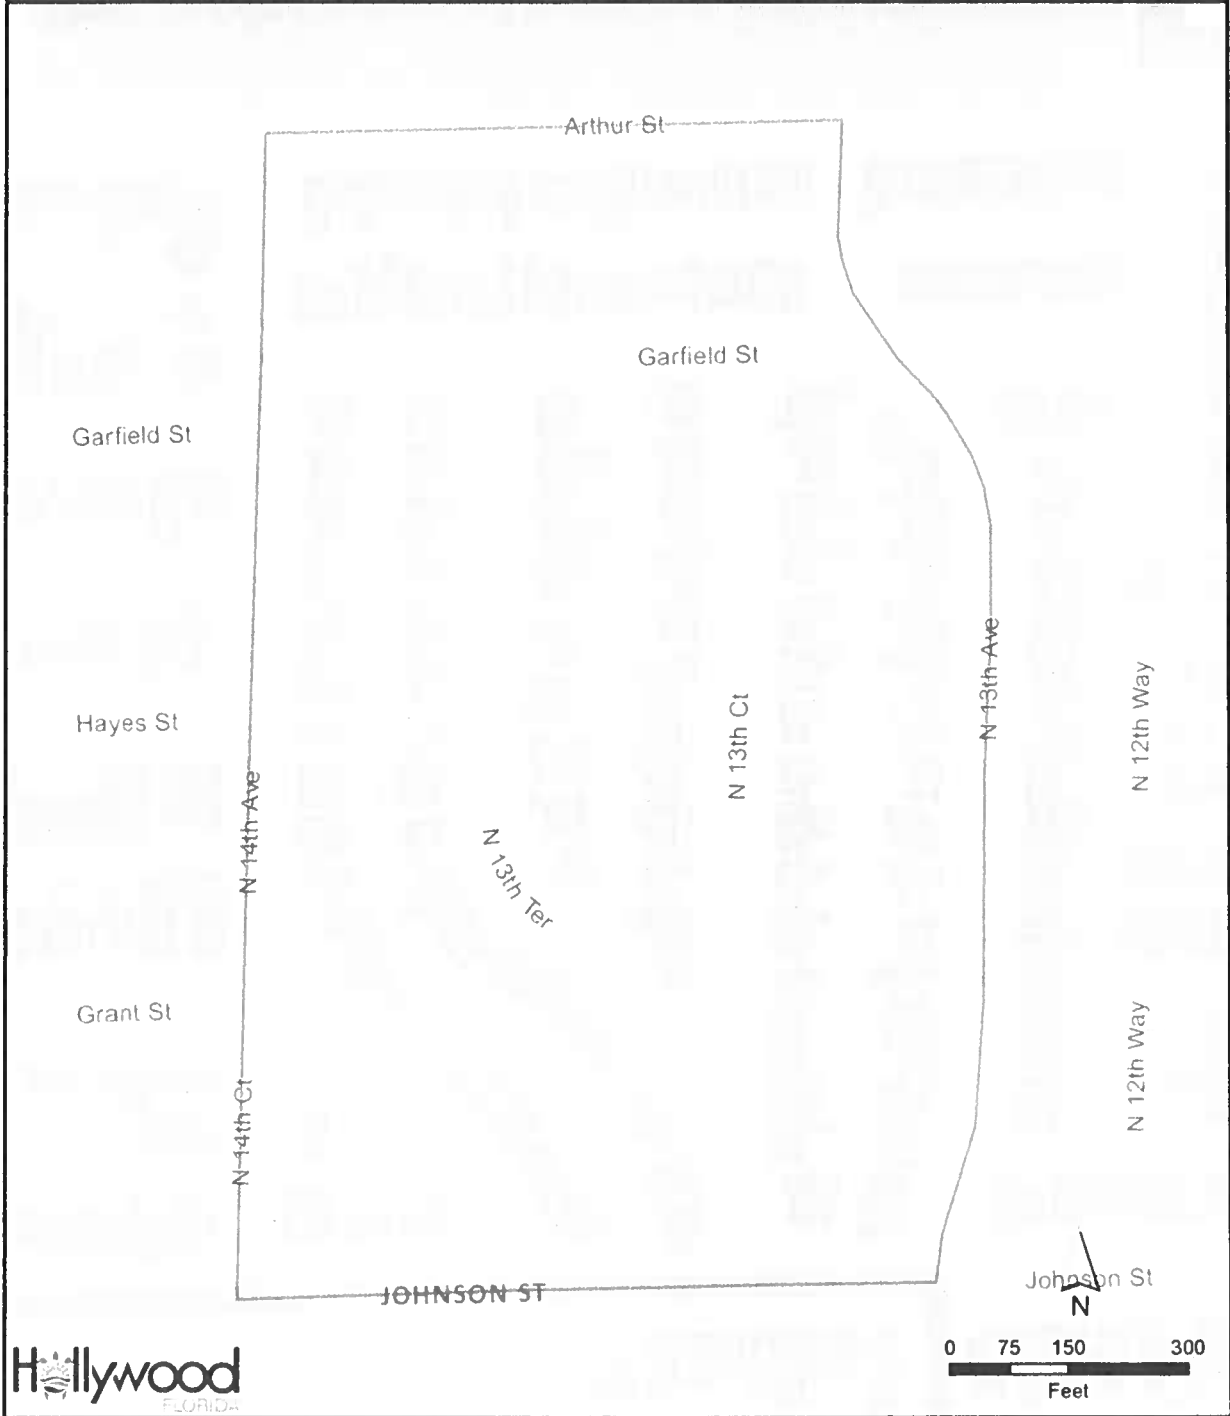 Arthur St
Garfield St
Garfield St
N 13th Ave
N 12th Way
Hayes St
N 13th Ct
N 14th Ave
N 13th Ter
Grant St
N 12th Way
N 14th Ct
Johnson St
JOHNSON ST
N
Hollywood
FLORIDA
0 75 150 300
Feet